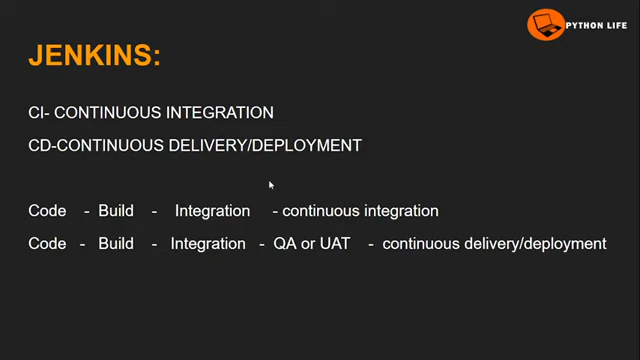 PYTHON LIFE
JENKINS:
CI- CONTINUOUS INTEGRATION
CD-CONTINUOUS DELIVERY/DEPLOYMENT
Code - Build - Integration - continuous integration
Code - Build - Integration - QA or UAT - continuous delivery/deployment